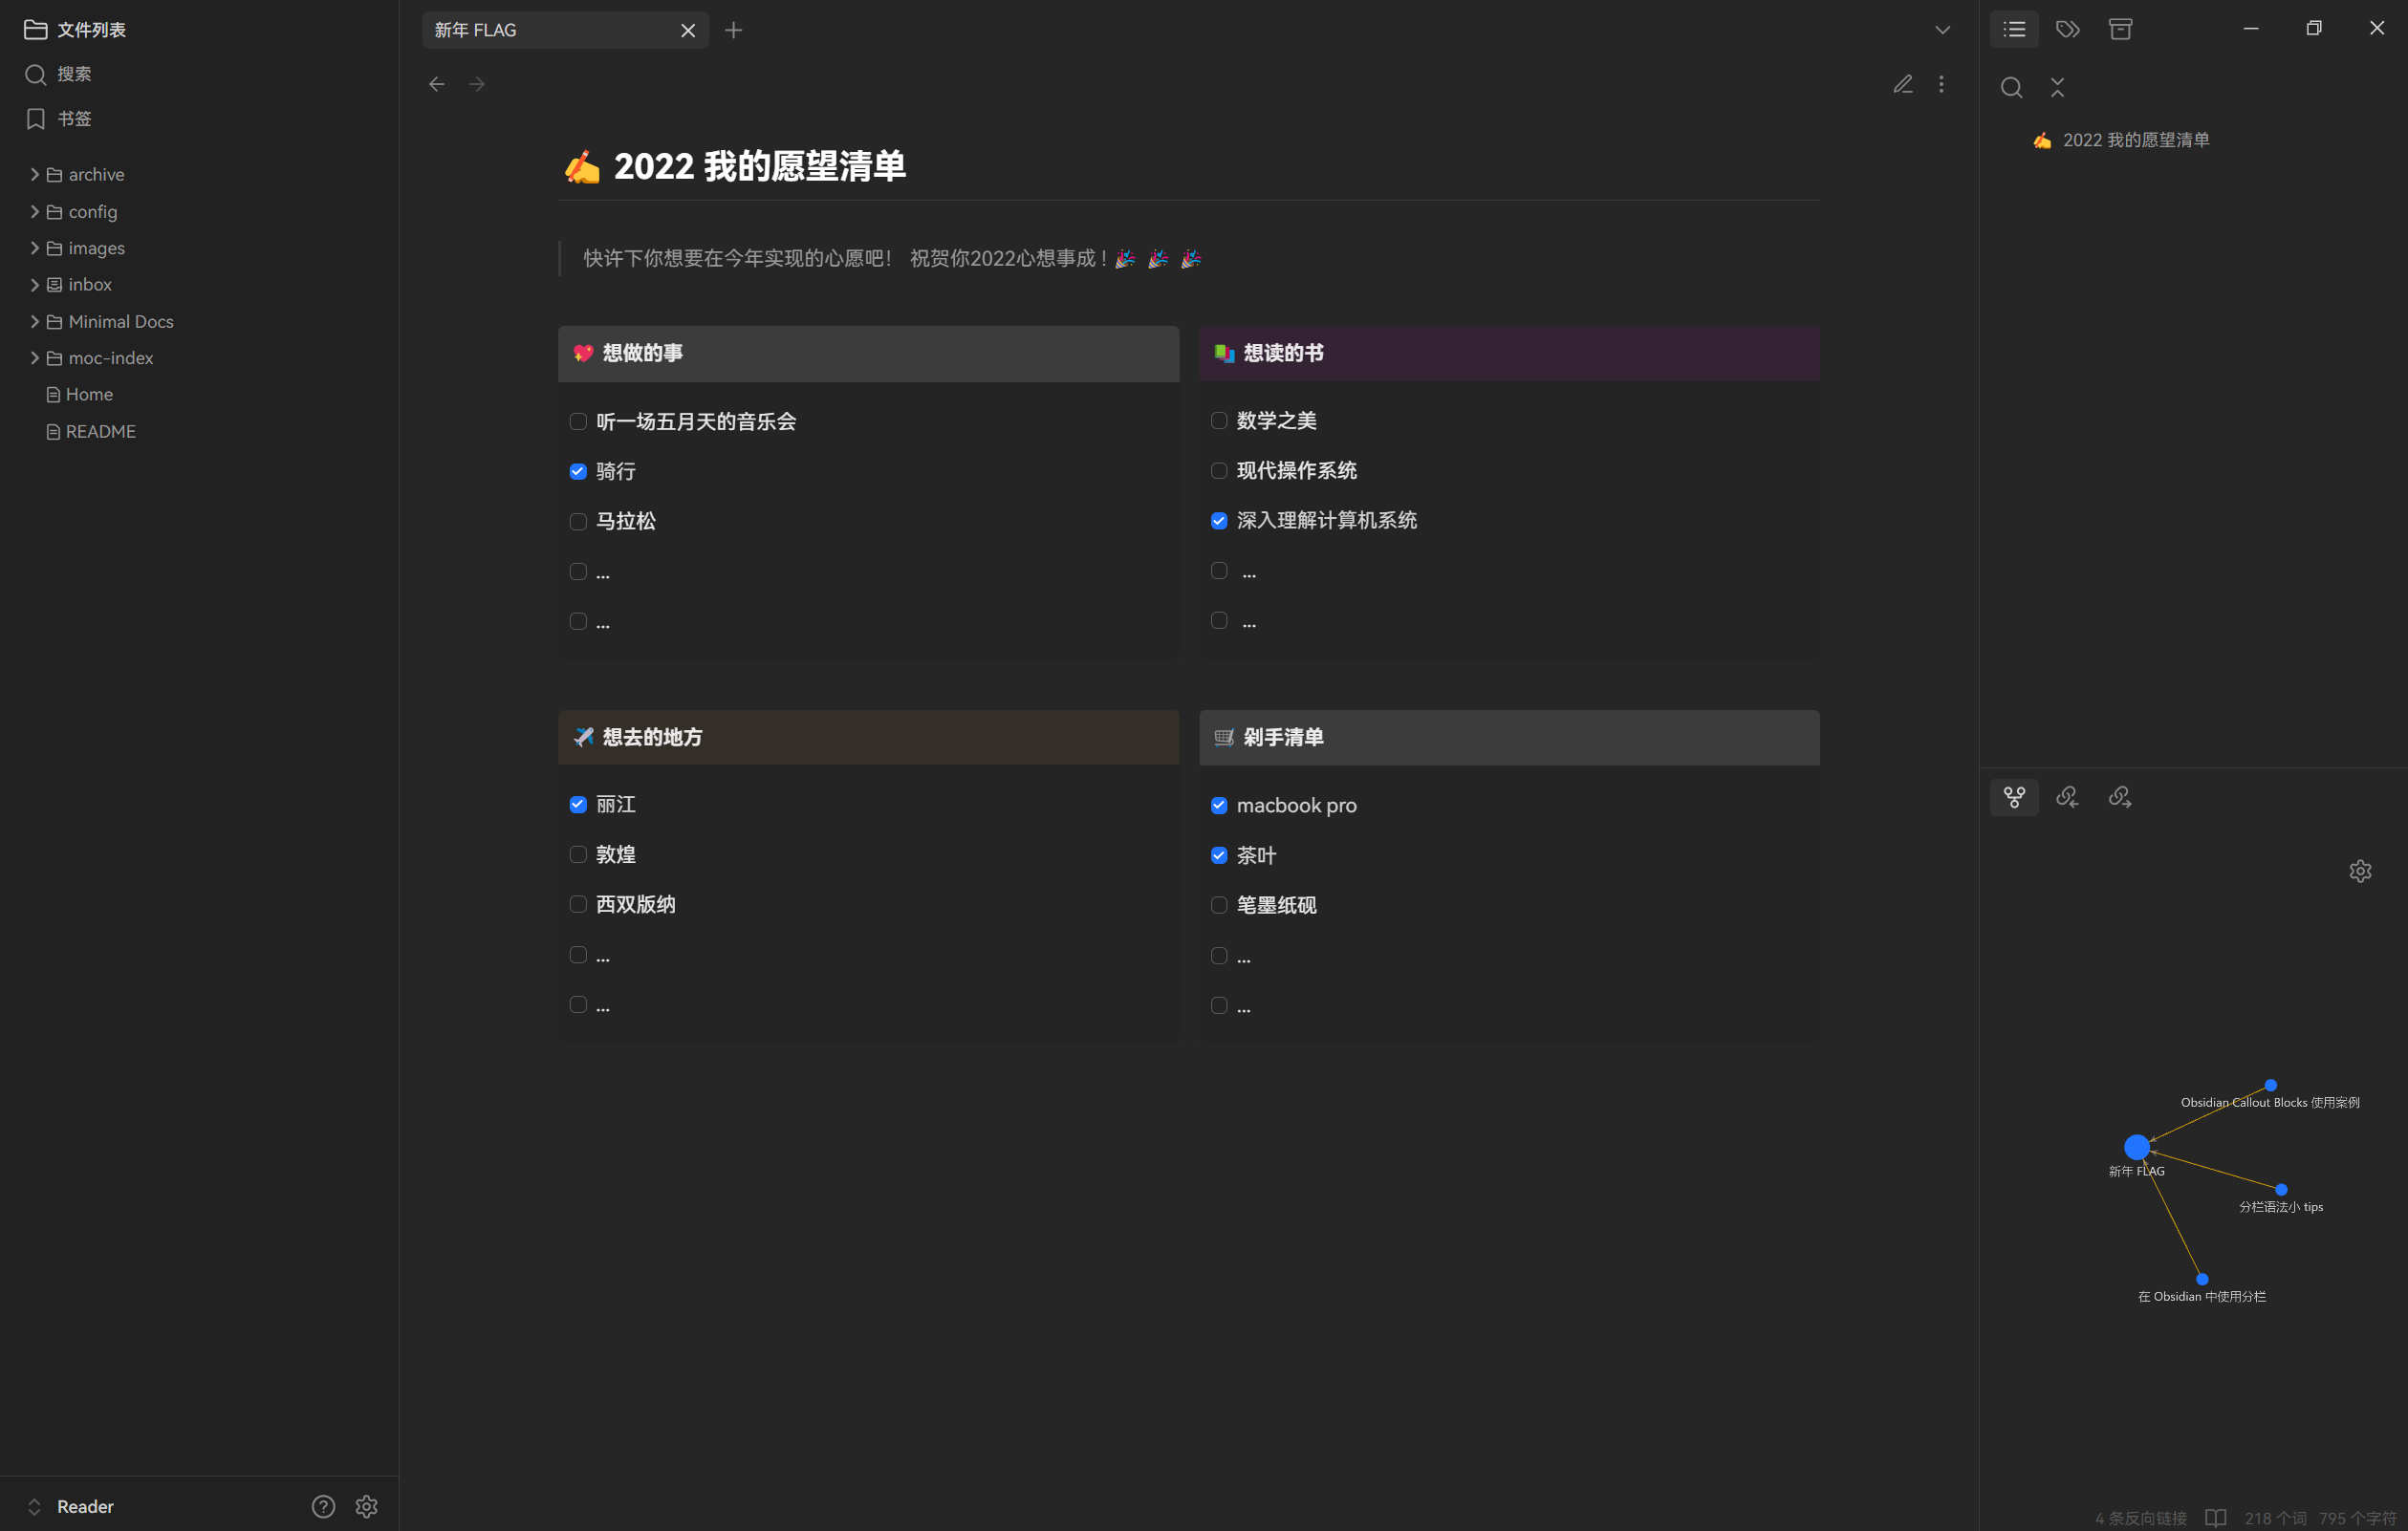 文件列表
搜索
书签
archive
config
images
inbox
Minimal Docs
moc-index
Home
README
Reader
新年 FLAG
✍️ 2022 我的愿望清单
快许下你想要在今年实现的心愿吧! 祝贺你2022心想事成!🎉 🎉 🎉
💖 想做的事
听一场五月天的音乐会
骑行
马拉松
...
...
📚 想读的书
数学之美
现代操作系统
深入理解计算机系统
...
...
✈️ 想去的地方
丽江
敦煌
西双版纳
...
...
🛒 剁手清单
macbook pro
茶叶
笔墨纸砚
...
...
✍️ 2022 我的愿望清单
Obsidian Callout Blocks 使用案例
新年 FLAG
分栏语法小 tips
在 Obsidian 中使用分栏
4 条反向链接 218 个词 795 个字符